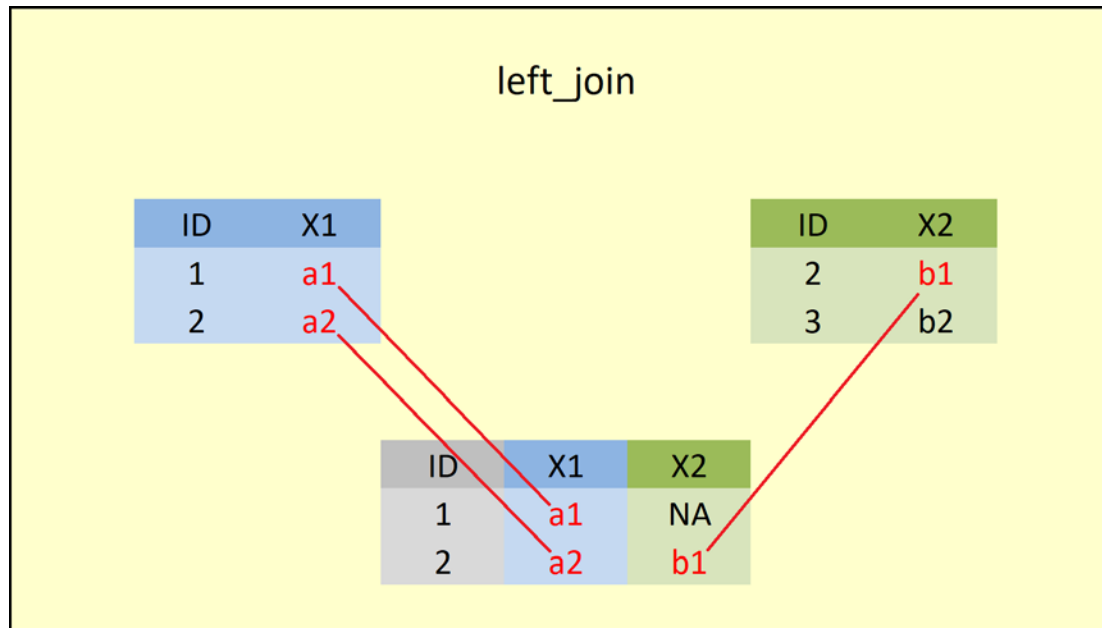 left_join
ID X1
1 a1
2 a2
ID X2
2 b1
3 b2
ID X1 X2
1 a1 NA
2 a2 b1